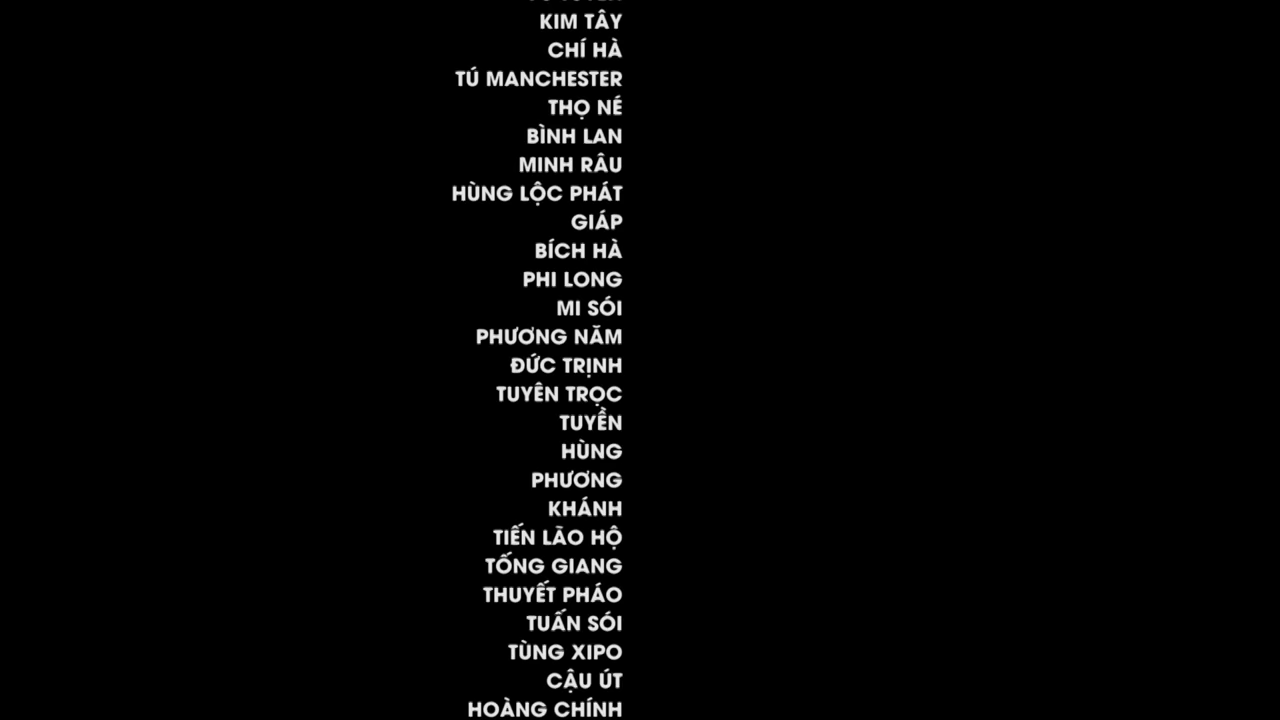 KIM TÂY
CHÍ HÀ
TÚ MANCHESTER
THỌ NÉ
BÌNH LAN
MINH RÂU
HÙNG LỘC PHÁT
GIÁP
BÍCH HÀ
PHI LONG
MI SÓI
PHƯƠNG NĂM
ĐỨC TRỊNH
TUYÊN TRỌC
TUYỀN
HÙNG
PHƯƠNG
KHÁNH
TIẾN LÃO HỘ
TỐNG GIANG
THUYẾT PHÁO
TUẤN SÓI
TÙNG XIPO
CẬU ÚT
HOÀNG CHÍNH